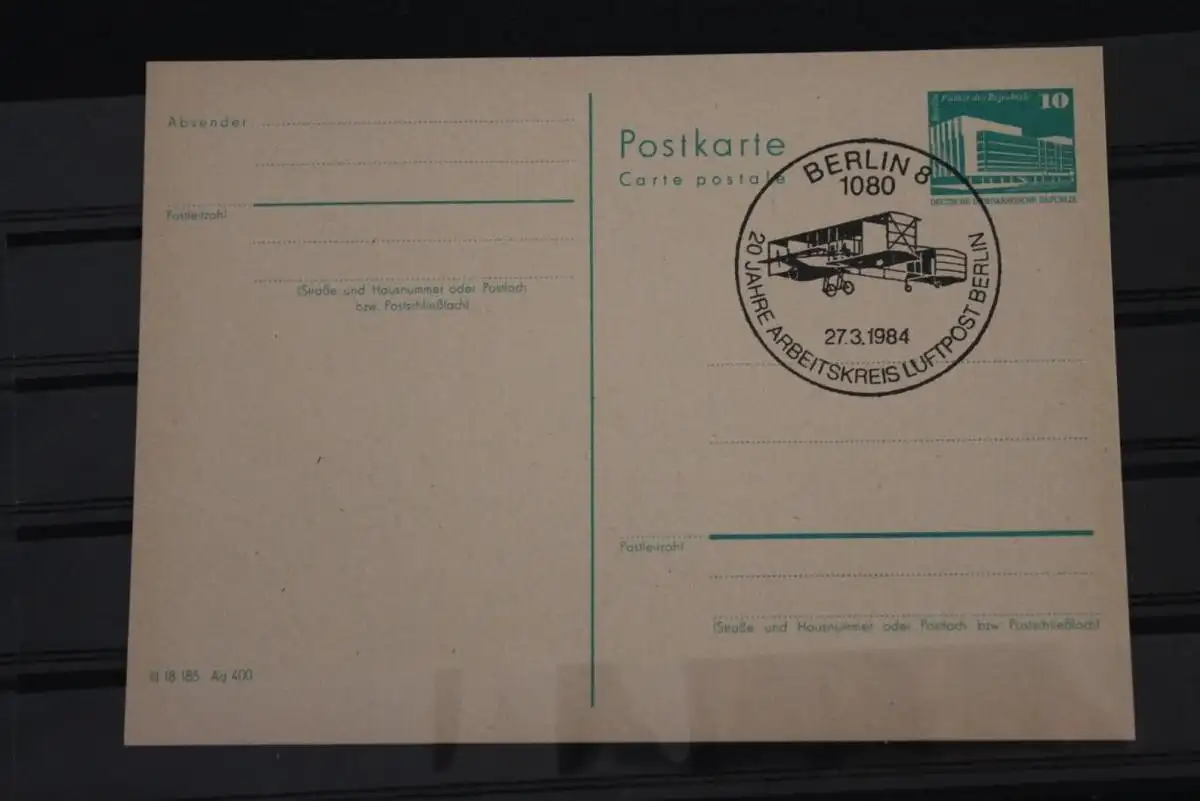 Absender
Postleitzahl
(Straße und Hausnummer oder Postfach
bzw. Postschließfach)
III 18 185 Ag 400
Postkarte
Carte postale
Palast der Republik 10
DEUTSCHE DEMOKRATISCHE REPUBLIK
BERLIN 8
1080
27.3.1984
20 JAHRE ARBEITSKREIS LUFTPOST BERLIN
Postleitzahl
(Straße und Hausnummer oder Postfach bzw. Postschließfach)